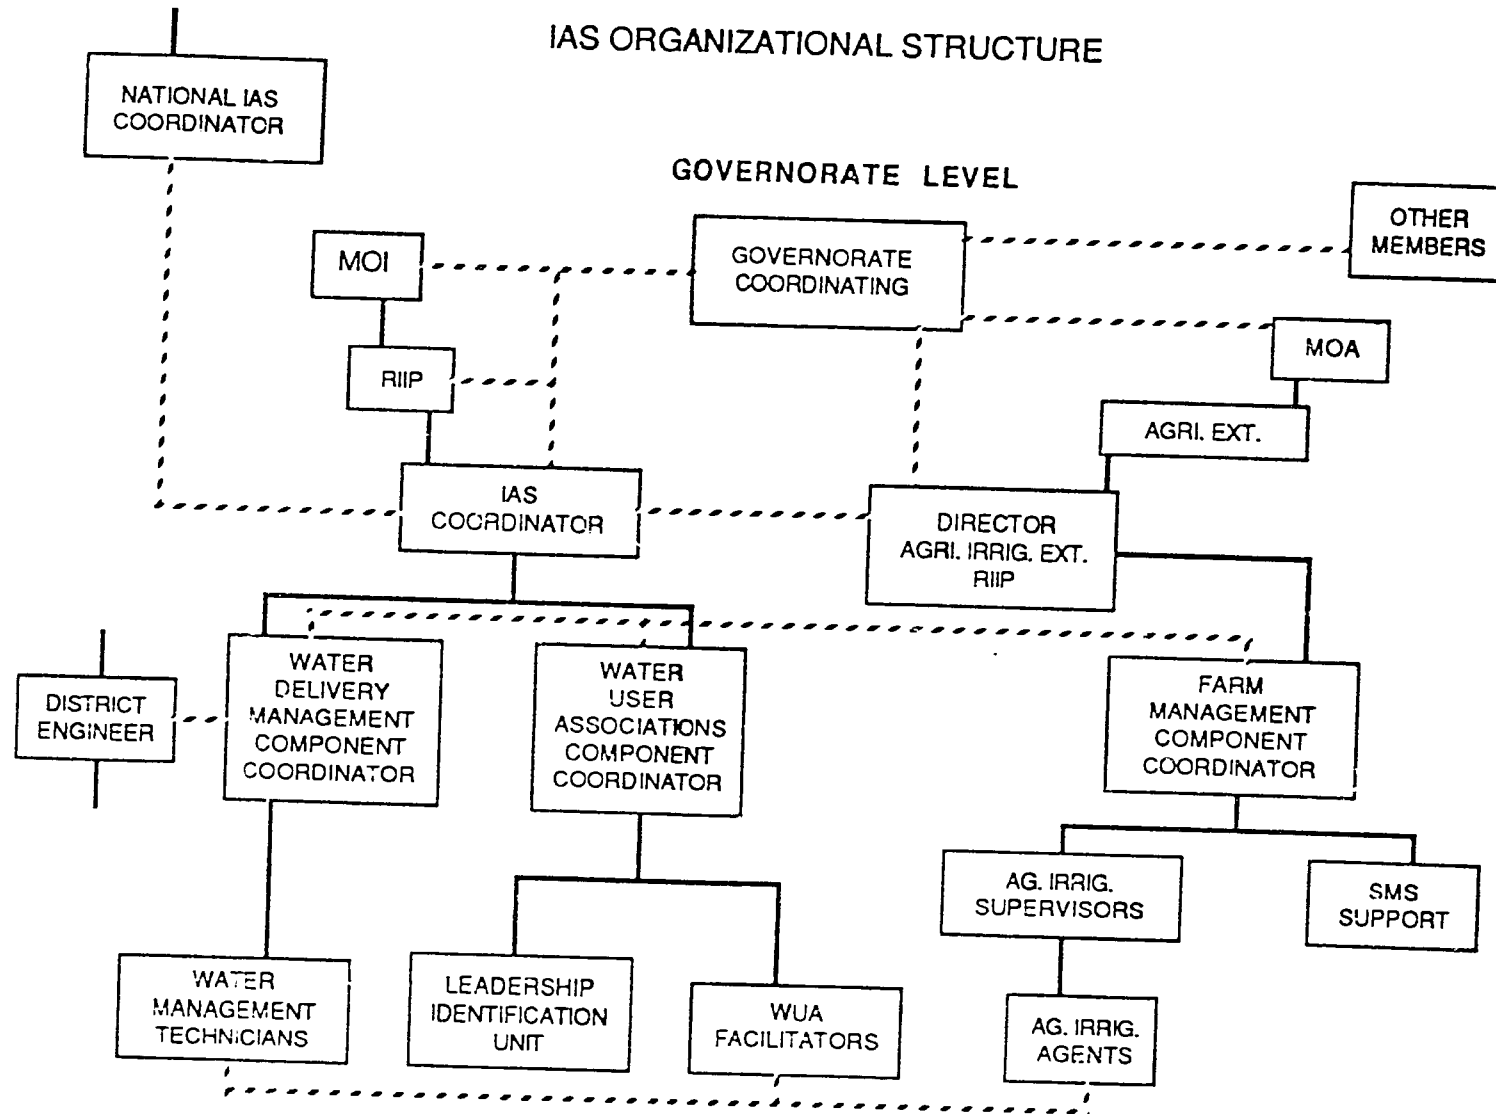 IAS ORGANIZATIONAL STRUCTURE
NATIONAL IAS
COORDINATOR
GOVERNORATE LEVEL
OTHER
MEMBERS
MOI
GOVERNORATE
COORDINATING
MOA
RIIP
AGRI. EXT.
IAS
COORDINATOR
DIRECTOR
AGRI. IRRIG. EXT.
RIIP
DISTRICT
ENGINEER
WATER
DELIVERY
MANAGEMENT
COMPONENT
COORDINATOR
WATER
USER
ASSOCIATIONS
COMPONENT
COORDINATOR
FARM
MANAGEMENT
COMPONENT
COORDINATOR
AG. IRRIG.
SUPERVISORS
SMS
SUPPORT
WATER
MANAGEMENT
TECHNICIANS
LEADERSHIP
IDENTIFICATION
UNIT
WUA
FACILITATORS
AG. IRRIG.
AGENTS